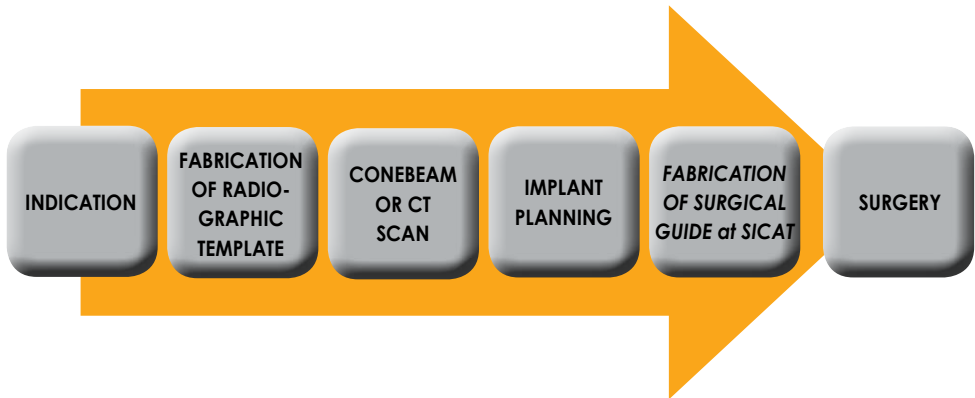 INDICATION
FABRICATION
OF RADIO-
GRAPHIC
TEMPLATE
CONEBEAM
OR CT
SCAN
IMPLANT
PLANNING
FABRICATION
OF SURGICAL
GUIDE at SICAT
SURGERY